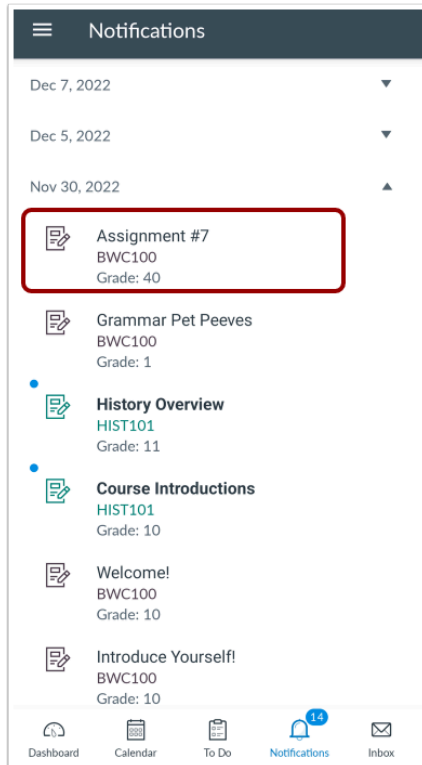 Notifications
Dec 7, 2022
Dec 5, 2022
Nov 30, 2022
Assignment #7
BWC100
Grade: 40
Grammar Pet Peeves
BWC100
Grade: 1
History Overview
HIST101
Grade: 11
Course Introductions
HIST101
Grade: 10
Welcome!
BWC100
Grade: 10
Introduce Yourself!
BWC100
Grade: 10
14
Dashboard Calendar To Do Notifications Inbox